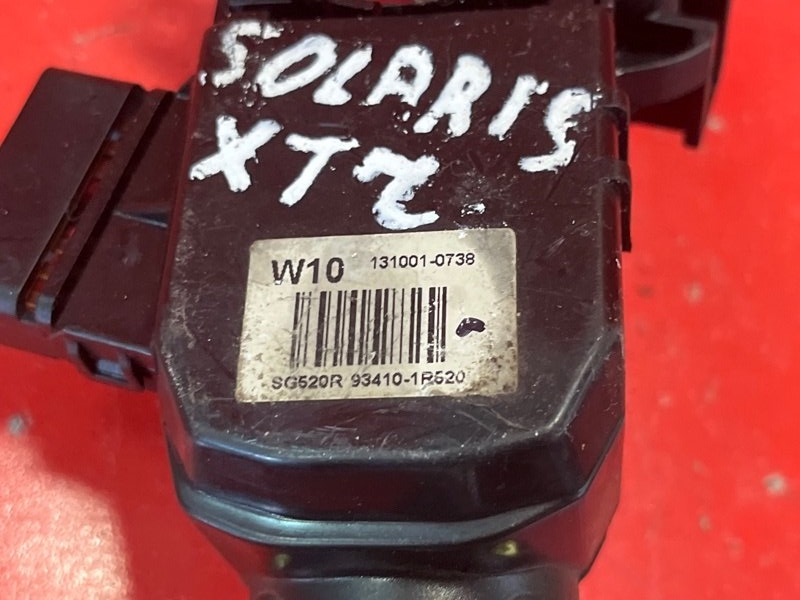 SOLARIS
XTZ
W10 131001-0738
SG520R 93410-1R520